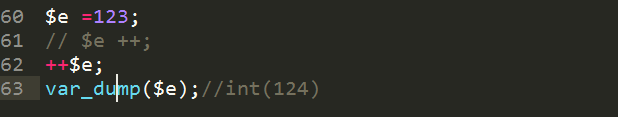 60 $e =123;
61 // $e ++;
62 ++$e;
63 var_dump($e);//int(124)